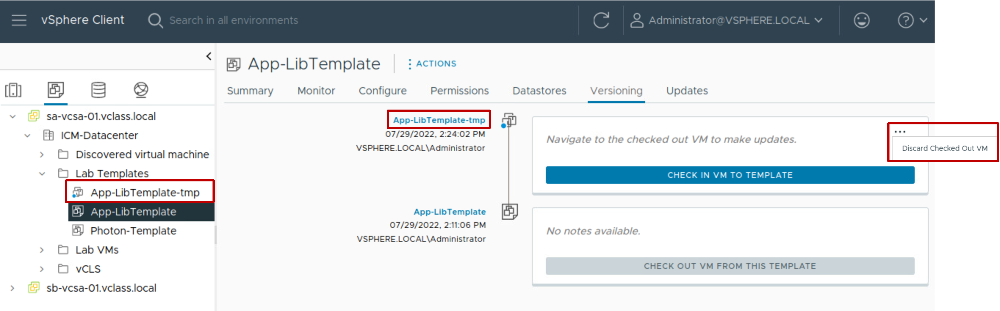 vSphere Client
Search in all environments
Administrator@VSPHERE.LOCAL
App-LibTemplate
ACTIONS
Summary Monitor Configure Permissions Datastores Versioning Updates
sa-vcsa-01.vclass.local
ICM-Datacenter
Discovered virtual machine
Lab Templates
App-LibTemplate-tmp
App-LibTemplate
Photon-Template
Lab VMs
vCLS
sb-vcsa-01.vclass.local
App-LibTemplate-tmp
07/29/2022, 2:24:02 PM
VSPHERE.LOCAL\Administrator
Navigate to the checked out VM to make updates.
...
Discard Checked Out VM
CHECK IN VM TO TEMPLATE
App-LibTemplate
07/29/2022, 2:11:06 PM
VSPHERE.LOCAL\Administrator
No notes available.
CHECK OUT VM FROM THIS TEMPLATE